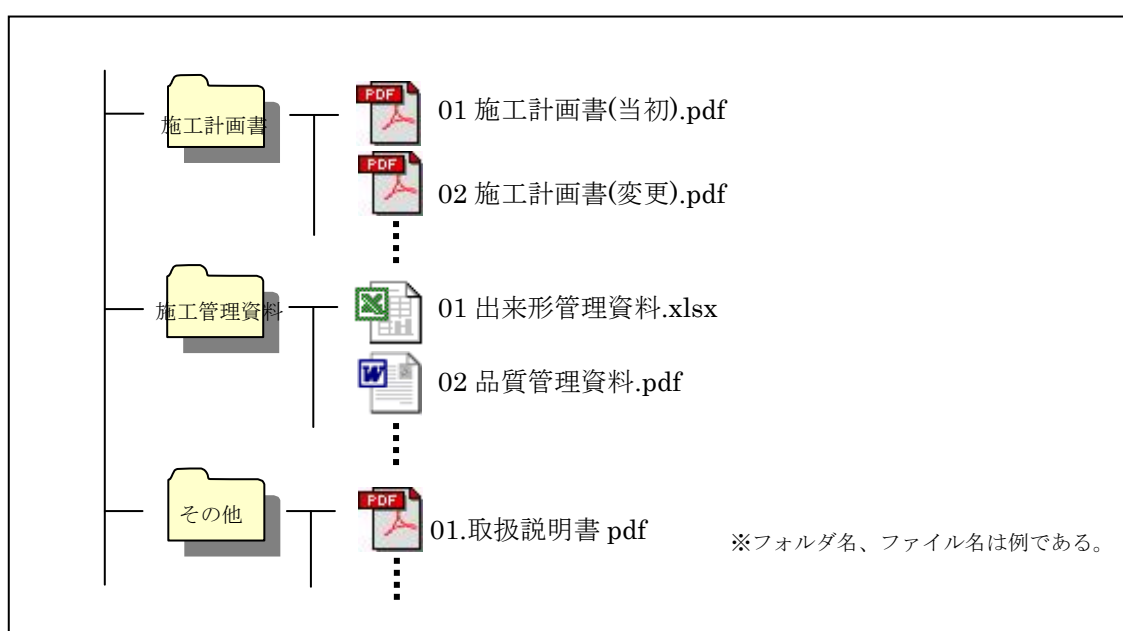 施工計画書
PDF
01 施工計画書(当初).pdf
PDF
02 施工計画書(変更).pdf
施工管理資料
01 出来形管理資料.xlsx
W
02 品質管理資料.pdf
その他
PDF
01.取扱説明書 pdf
※フォルダ名、ファイル名は例である。